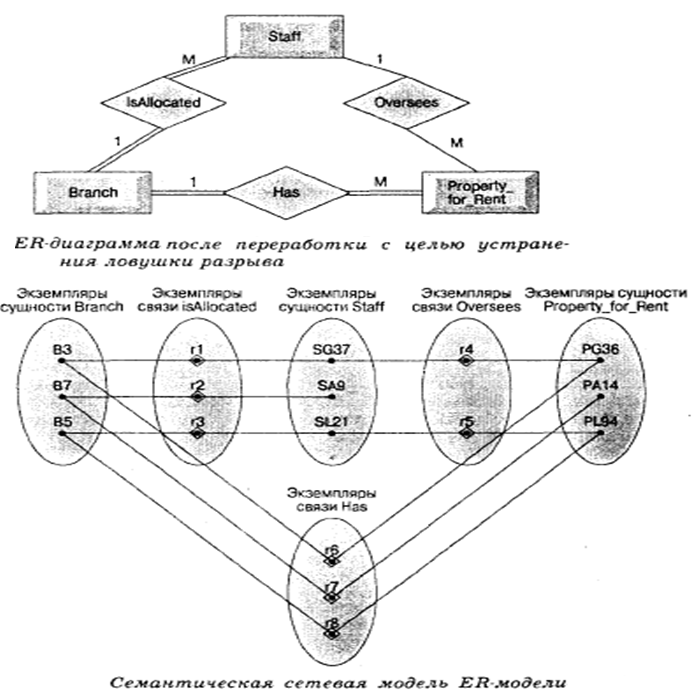 Staff
M
1
IsAllocated
Oversees
1
M
Branch
1
Has
M
Property_
for_Rent
ER-диаграмма после переработки с целью устране-
ния ловушки разрыва
Экземпляры
сущности Branch
Экземпляры
связи isAllocated
Экземпляры
сущности Staff
Экземпляры
связи Oversees
Экземпляры сущности
Property_for_Rent
B3
r1
SG37
r4
PG36
B7
r2
SA9
PA14
B5
r3
SL21
r5
PL94
Экземпляры
связи Has
r6
r7
r8
Семантическая сетевая модель ER-модели